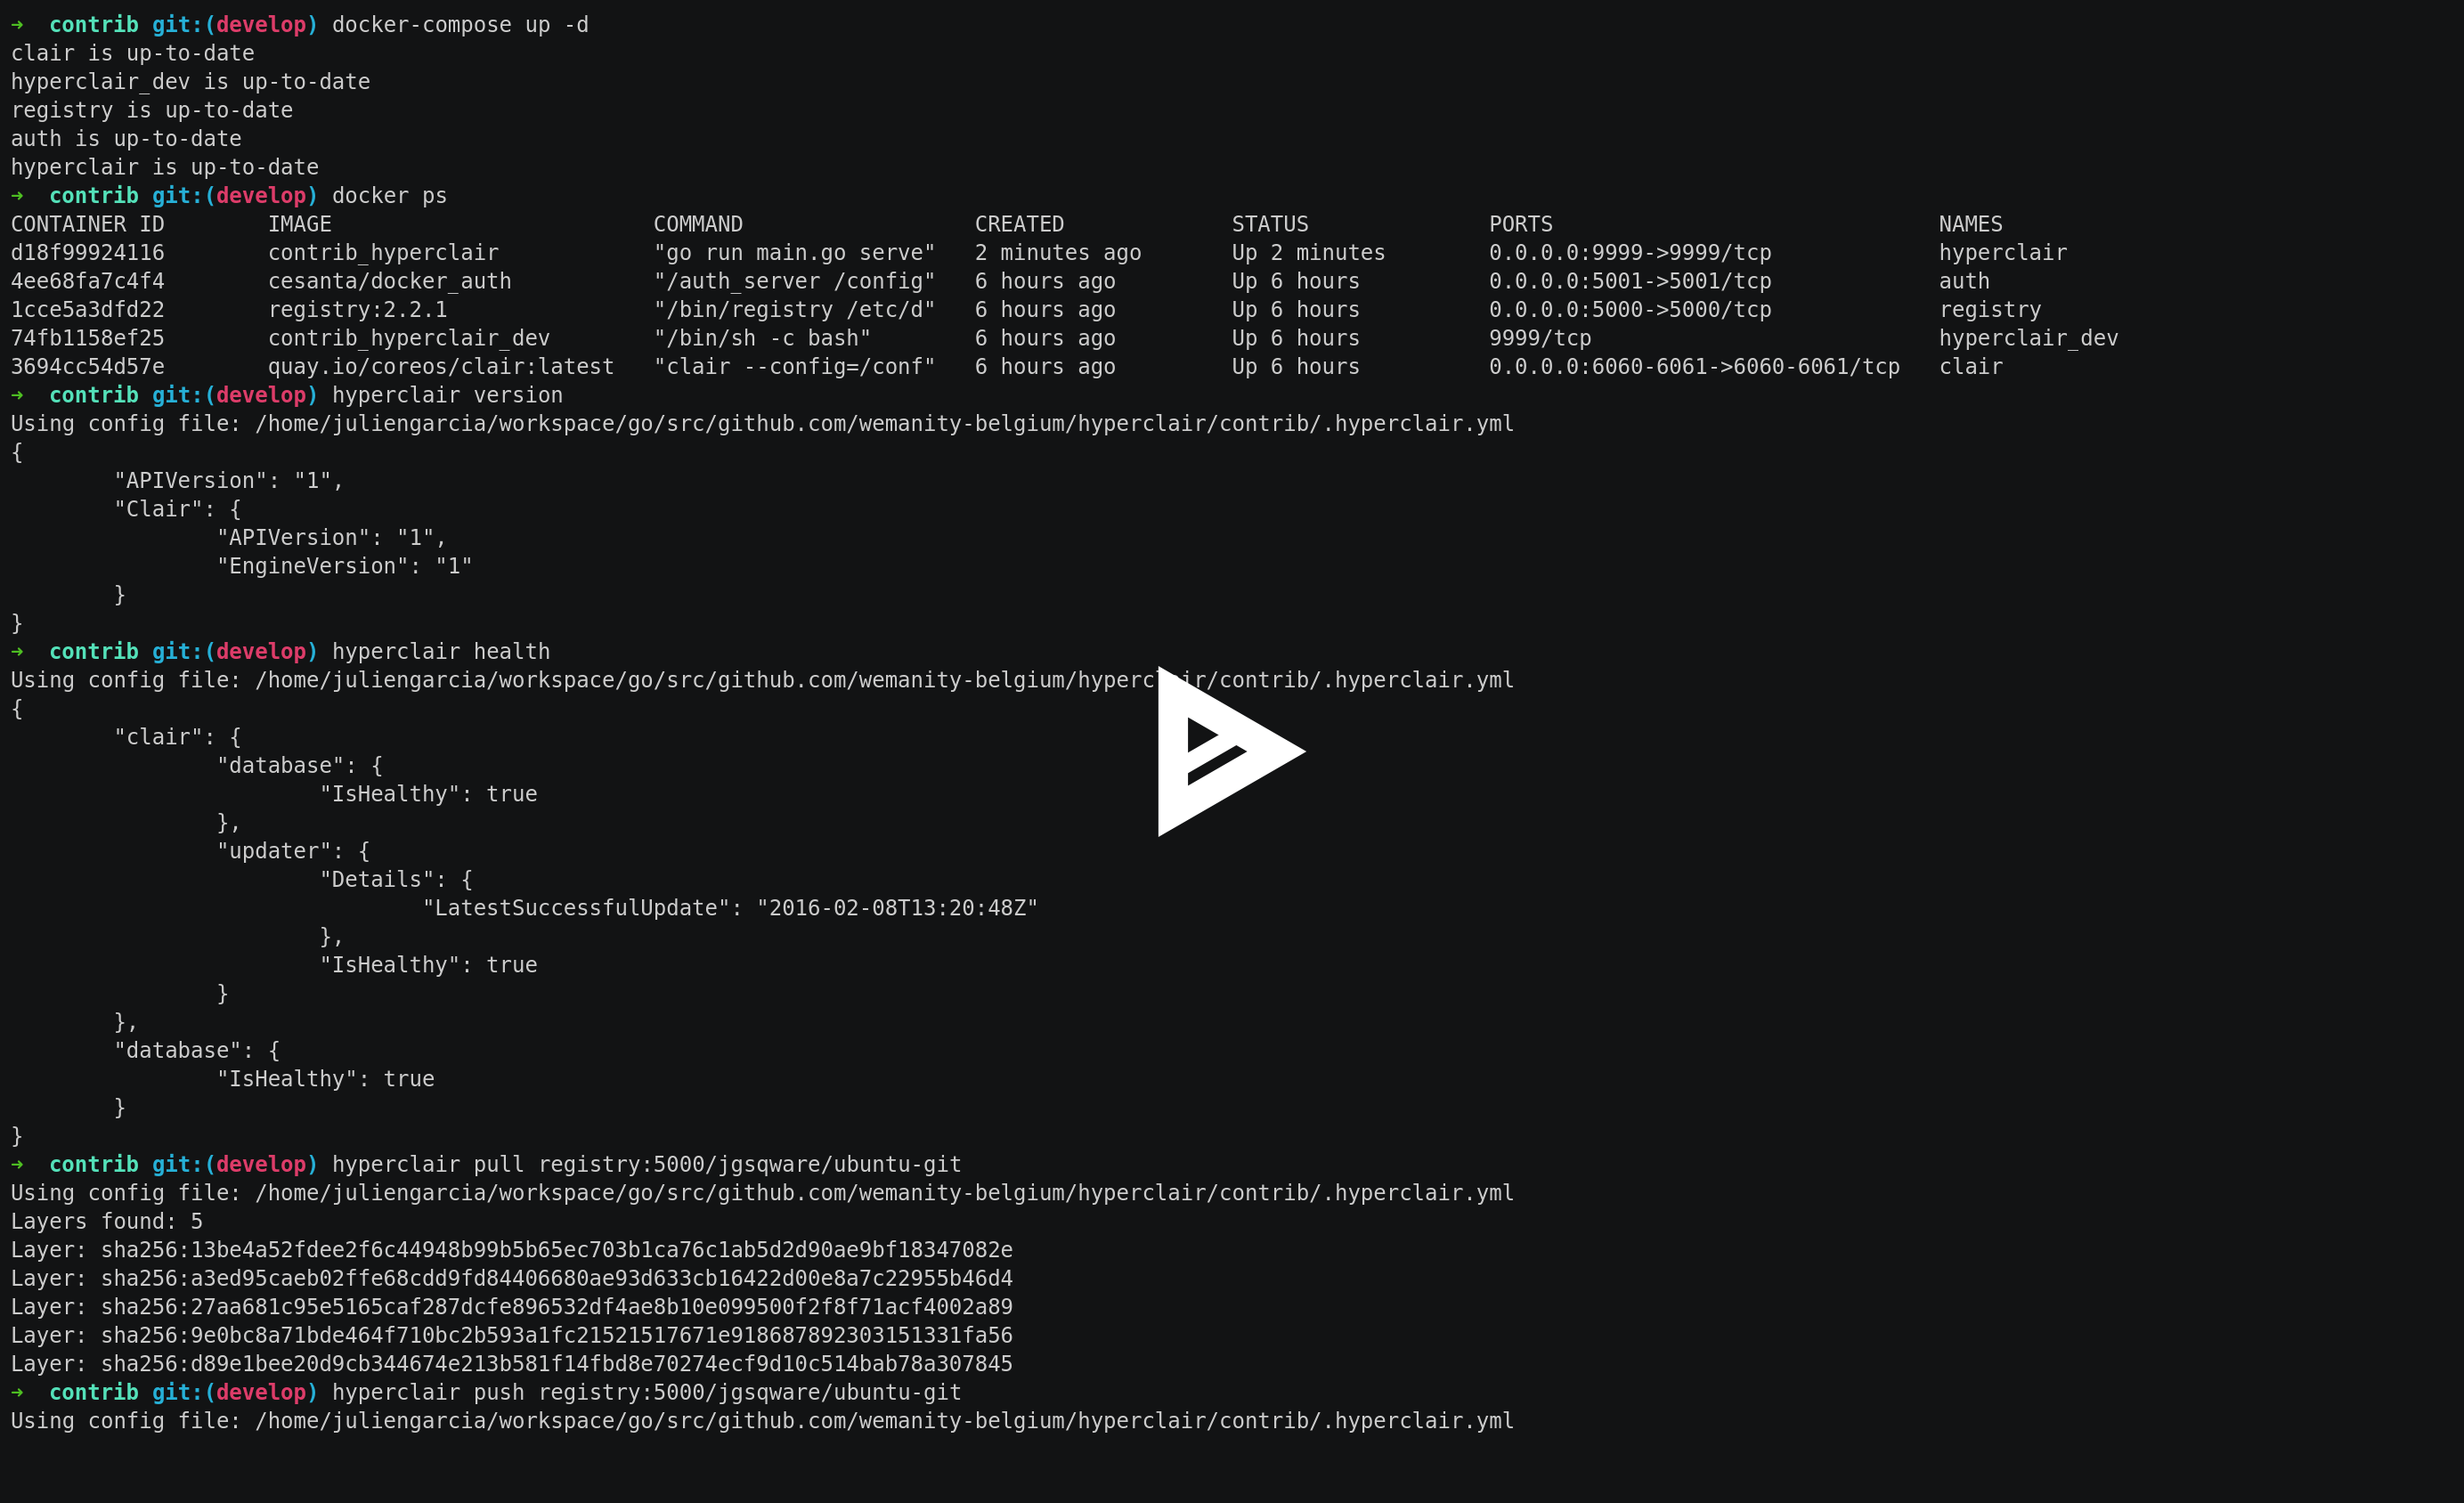 ➜  contrib git:(develop) docker-compose up -d
clair is up-to-date
hyperclair_dev is up-to-date
registry is up-to-date
auth is up-to-date
hyperclair is up-to-date
➜  contrib git:(develop) docker ps
CONTAINER ID        IMAGE                         COMMAND                  CREATED             STATUS              PORTS                              NAMES
d18f99924116        contrib_hyperclair            "go run main.go serve"   2 minutes ago       Up 2 minutes        0.0.0.0:9999->9999/tcp             hyperclair
4ee68fa7c4f4        cesanta/docker_auth           "/auth_server /config"   6 hours ago         Up 6 hours          0.0.0.0:5001->5001/tcp             auth
1cce5a3dfd22        registry:2.2.1                "/bin/registry /etc/d"   6 hours ago         Up 6 hours          0.0.0.0:5000->5000/tcp             registry
74fb1158ef25        contrib_hyperclair_dev        "/bin/sh -c bash"        6 hours ago         Up 6 hours          9999/tcp                           hyperclair_dev
3694cc54d57e        quay.io/coreos/clair:latest   "clair --config=/conf"   6 hours ago         Up 6 hours          0.0.0.0:6060-6061->6060-6061/tcp   clair
➜  contrib git:(develop) hyperclair version
Using config file: /home/juliengarcia/workspace/go/src/github.com/wemanity-belgium/hyperclair/contrib/.hyperclair.yml
{
        "APIVersion": "1",
        "Clair": {
                "APIVersion": "1",
                "EngineVersion": "1"
        }
}
➜  contrib git:(develop) hyperclair health
Using config file: /home/juliengarcia/workspace/go/src/github.com/wemanity-belgium/hyperclair/contrib/.hyperclair.yml
{
        "clair": {
                "database": {
                        "IsHealthy": true
                },
                "updater": {
                        "Details": {
                                "LatestSuccessfulUpdate": "2016-02-08T13:20:48Z"
                        },
                        "IsHealthy": true
                }
        },
        "database": {
                "IsHealthy": true
        }
}
➜  contrib git:(develop) hyperclair pull registry:5000/jgsqware/ubuntu-git
Using config file: /home/juliengarcia/workspace/go/src/github.com/wemanity-belgium/hyperclair/contrib/.hyperclair.yml
Layers found: 5
Layer: sha256:13be4a52fdee2f6c44948b99b5b65ec703b1ca76c1ab5d2d90ae9bf18347082e
Layer: sha256:a3ed95caeb02ffe68cdd9fd84406680ae93d633cb16422d00e8a7c22955b46d4
Layer: sha256:27aa681c95e5165caf287dcfe896532df4ae8b10e099500f2f8f71acf4002a89
Layer: sha256:9e0bc8a71bde464f710bc2b593a1fc21521517671e918687892303151331fa56
Layer: sha256:d89e1bee20d9cb344674e213b581f14fbd8e70274ecf9d10c514bab78a307845
➜  contrib git:(develop) hyperclair push registry:5000/jgsqware/ubuntu-git
Using config file: /home/juliengarcia/workspace/go/src/github.com/wemanity-belgium/hyperclair/contrib/.hyperclair.yml